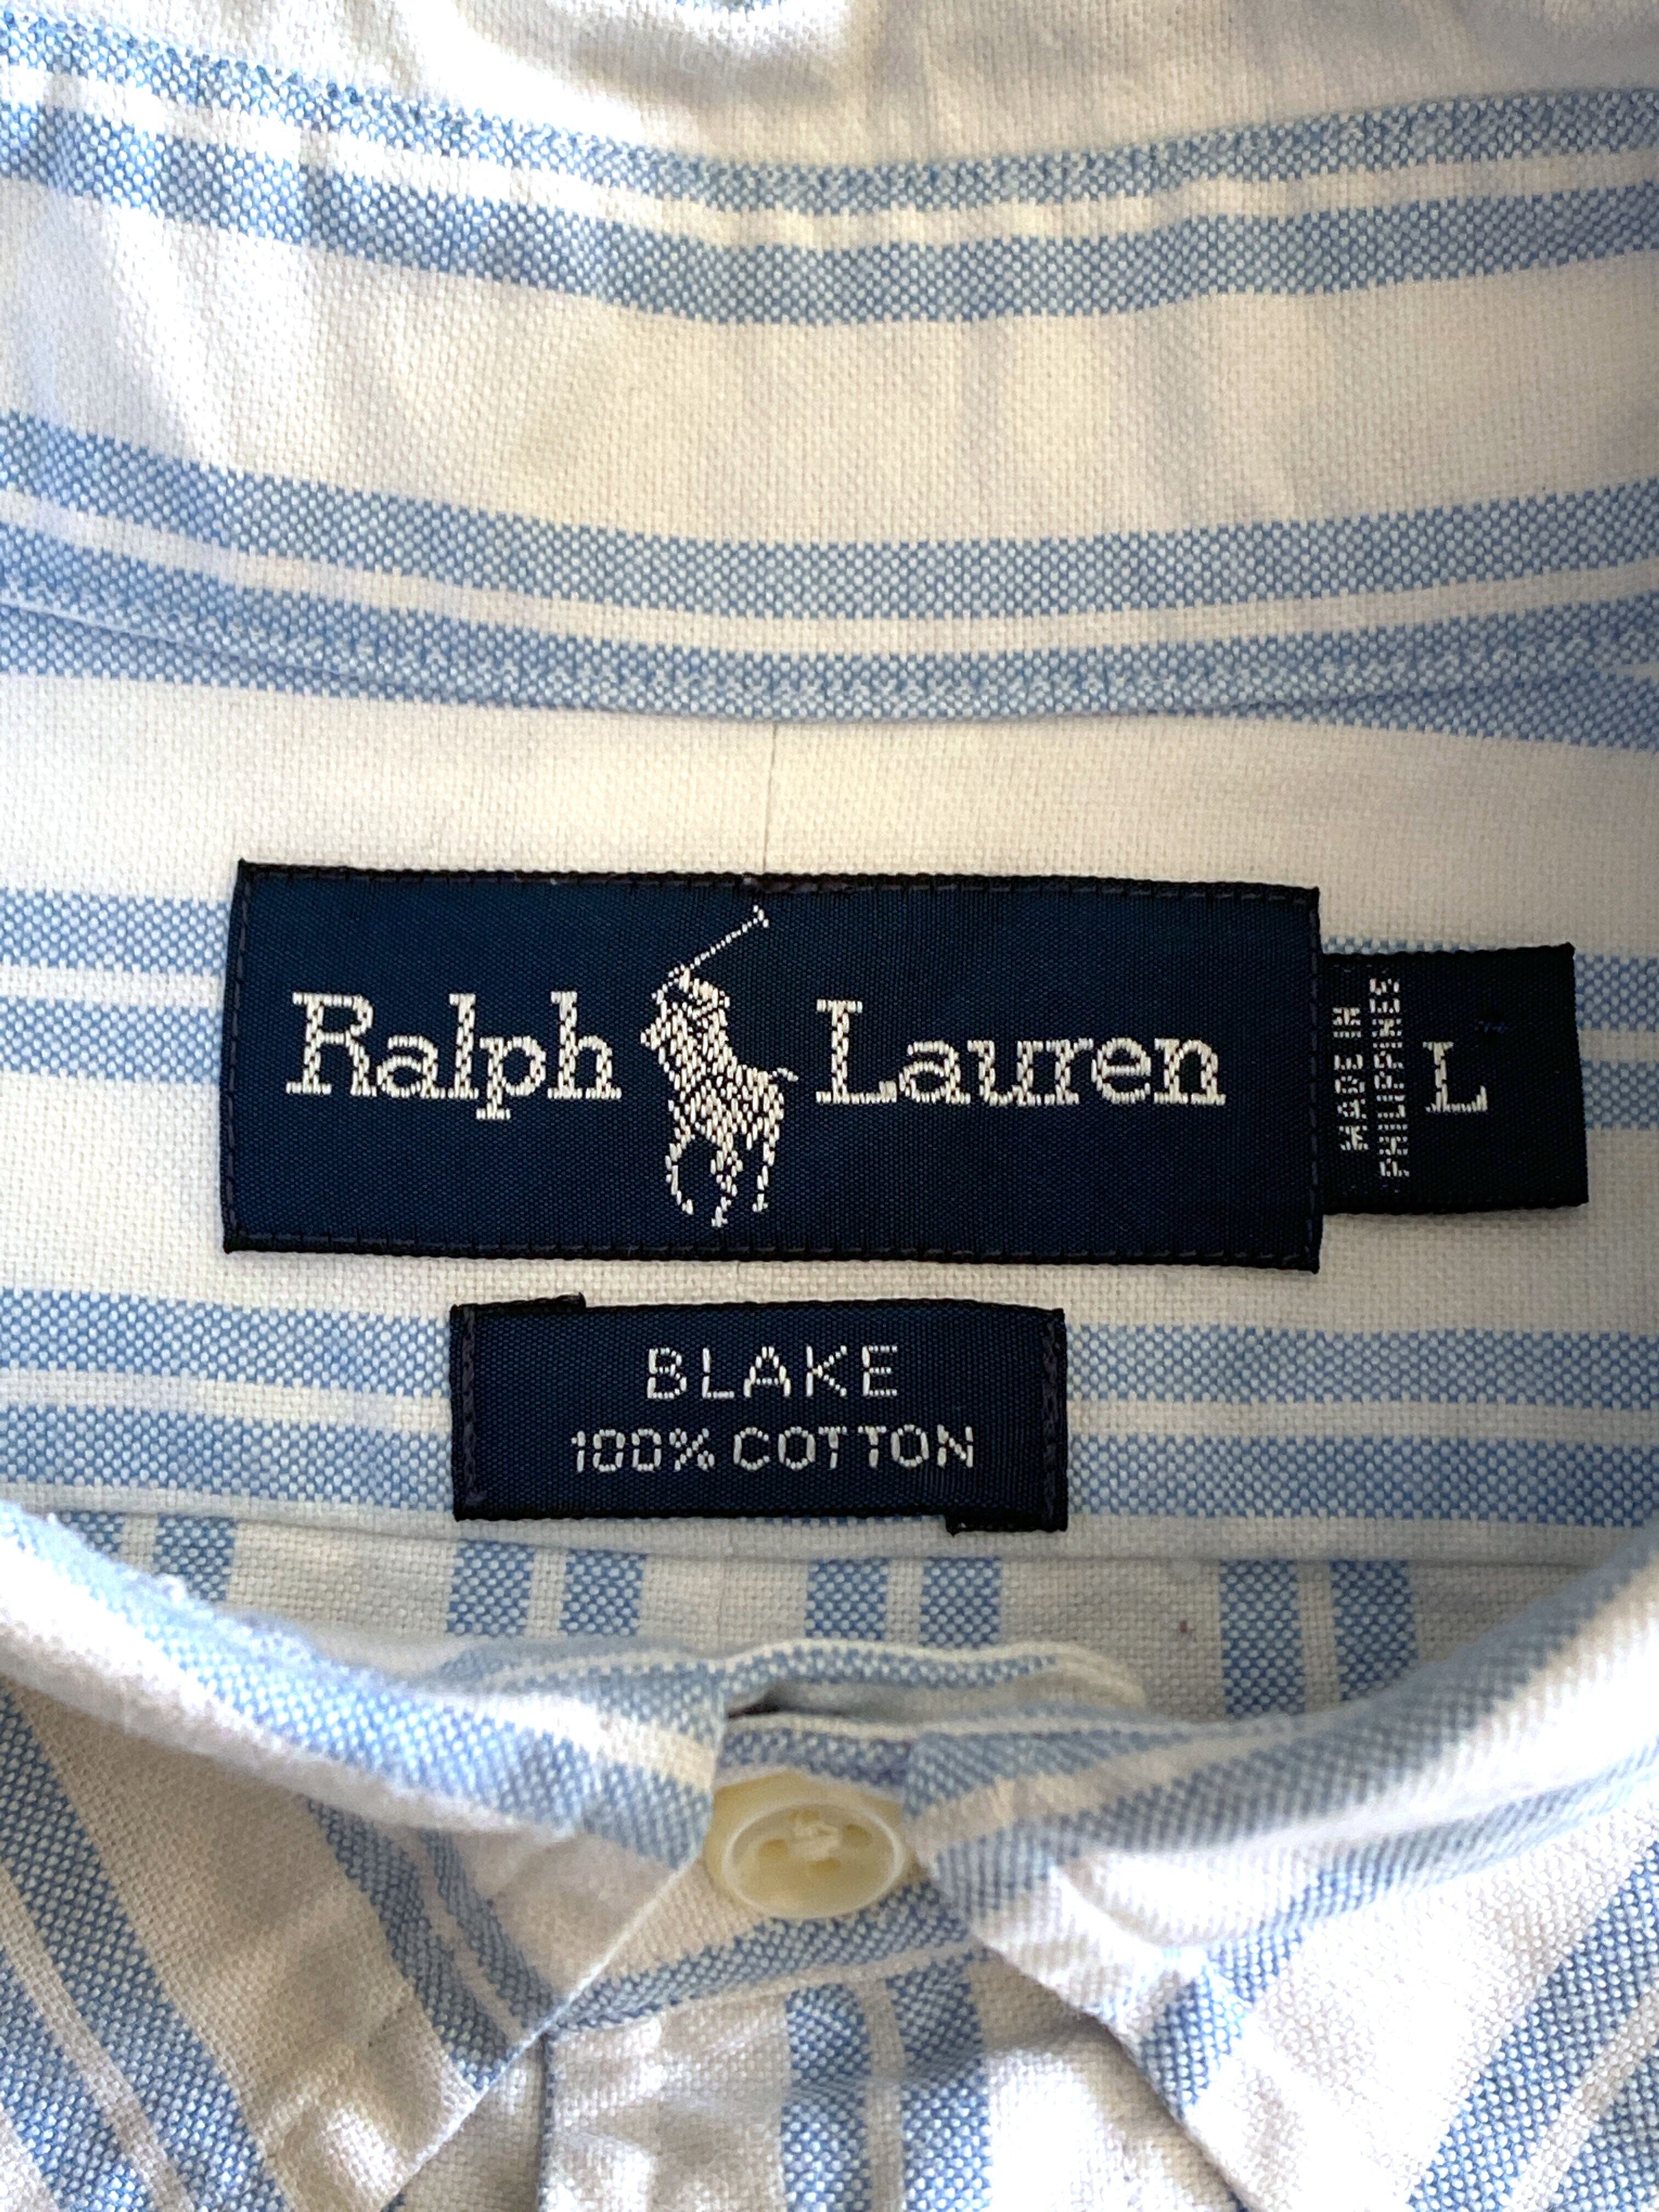 Ralph Lauren
MADE IN
PHILIPPINES
L
BLAKE
100% COTTON